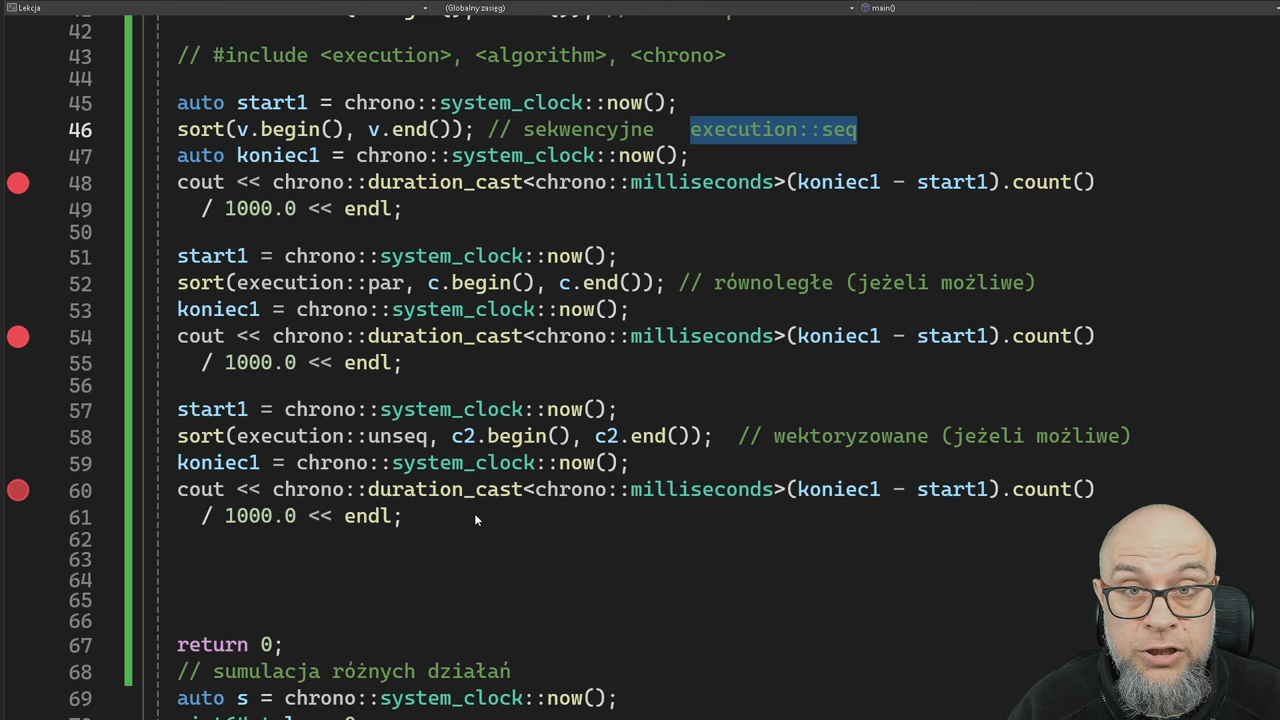 Lekcja (Globalny zasięg) main()
42
43 // #include <execution>, <algorithm>, <chrono>
44
45 auto start1 = chrono::system_clock::now();
46 sort(v.begin(), v.end()); // sekwencyjne execution::seq
47 auto koniec1 = chrono::system_clock::now();
48 cout << chrono::duration_cast<chrono::milliseconds>(koniec1 - start1).count()
49 / 1000.0 << endl;
50
51 start1 = chrono::system_clock::now();
52 sort(execution::par, c.begin(), c.end()); // równoległe (jeżeli możliwe)
53 koniec1 = chrono::system_clock::now();
54 cout << chrono::duration_cast<chrono::milliseconds>(koniec1 - start1).count()
55 / 1000.0 << endl;
56
57 start1 = chrono::system_clock::now();
58 sort(execution::unseq, c2.begin(), c2.end()); // wektoryzowane (jeżeli możliwe)
59 koniec1 = chrono::system_clock::now();
60 cout << chrono::duration_cast<chrono::milliseconds>(koniec1 - start1).count()
61 / 1000.0 << endl;
62
63
64
65
66
67 return 0;
68 // sumulacja różnych działań
69 auto s = chrono::system_clock::now();